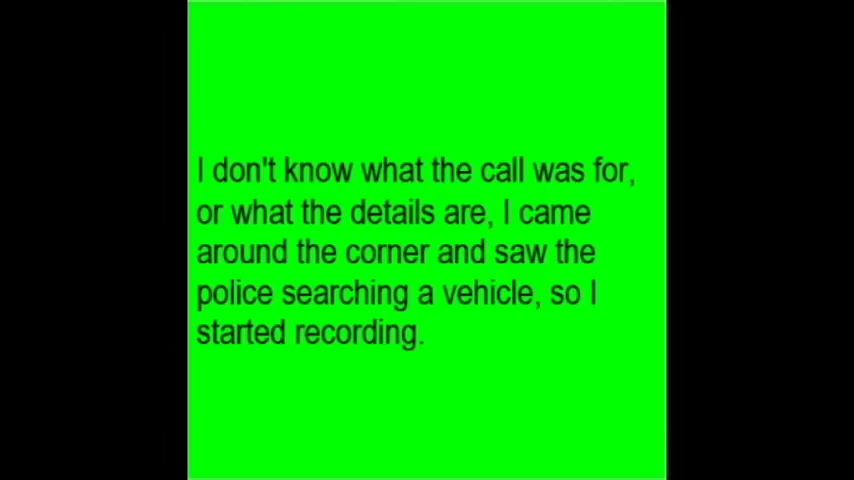 I don't know what the call was for,
or what the details are, I came
around the corner and saw the
police searching a vehicle, so I
started recording.